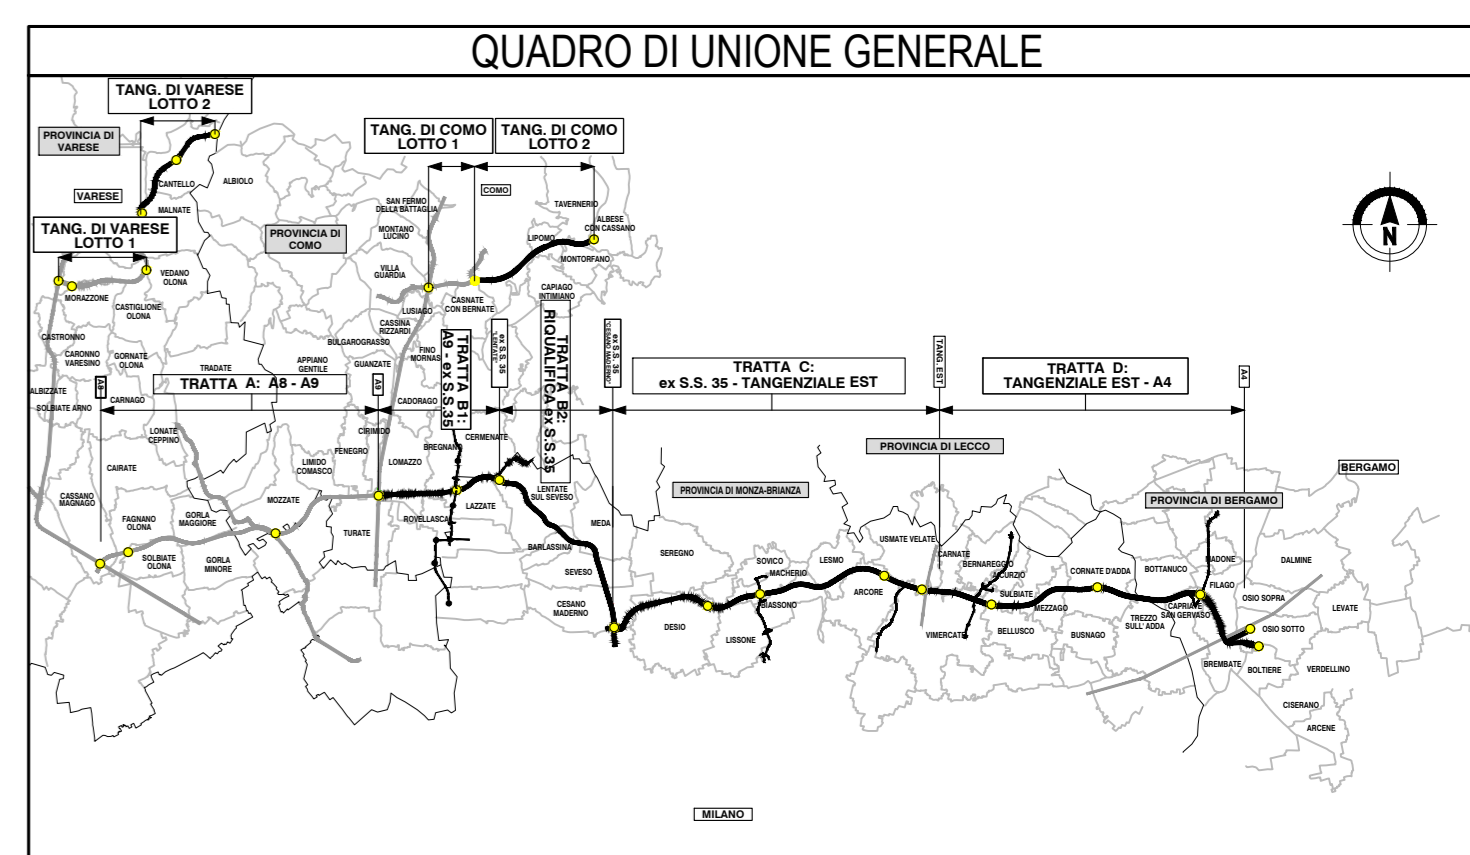 QUADRO DI UNIONE GENERALE
TANG. DI VARESE
LOTTO 2
PROVINCIA DI
VARESE
TANG. DI COMO
LOTTO 1
TANG. DI COMO
LOTTO 2
CANTELLO
ALBIOLO
VARESE
MALNATE
COMO
SAN FERMO
DELLA BATTAGLIA
TAVERNERIO
ALBESE
CON CASSANO
TANG. DI VARESE
LOTTO 1
PROVINCIA DI
COMO
MONTANO
LUCINO
LIPOMO
MONTORFANO
N
VEDANO
OLONA
VILLA
GUARDIA
MORAZZONE
CASTIGLIONE
OLONA
LUSIAGO
CASNATE
CON BERNATE
CAPIAGO
INTIMIANO
CASSINA
RIZZARDI
CASTRONNO
BULGAROGRASSO
CARONNO
VARESINO
GORNATE
OLONA
TRADATE
APPIANO
GENTILE
GUANZATE
FINO
MORNAS
TRATTA B1:
A9 - ex S.S.35
ex S.S. 35
"LENTATE"
TRATTA B2:
RIQUALIFICA ex S.S.35
ex S.S. 35
"CESANO MADERNO"
TANG. EST
A4
ALBIZZATE
SOLBIATE ARNO
A8
CARNAGO
TRATTA A: A8 - A9
A9
CADORAGO
TRATTA C:
ex S.S. 35 - TANGENZIALE EST
TRATTA D:
TANGENZIALE EST - A4
LONATE
CEPPINO
CIRIMIDO
FENEGRO
BREGNANO
CERMENATE
PROVINCIA DI LECCO
CAIRATE
LIMIDO
COMASCO
LOMAZZO
BERGAMO
CASSANO
MAGNAGO
MOZZATE
LENTATE
SUL SEVESO
PROVINCIA DI MONZA-BRIANZA
PROVINCIA DI BERGAMO
FAGNANO
OLONA
GORLA
MAGGIORE
TURATE
ROVELLASCA
LAZZATE
MEDA
SOLBIATE
OLONA
GORLA
MINORE
BARLASSINA
SEVESO
SEREGNO
SOVICO
MACHERIO
LESMO
USMATE VELATE
CARNATE
BERNAREGGIO
CORNATE D'ADDA
BOTTANUCO
MADONE
DALMINE
CESANO
MADERNO
DESIO
LISSONE
BIASSONO
ARCORE
VIMERCATE
SULBIATE
MEZZAGO
BELLUSCO
BUSNAGO
TREZZO
SULL' ADDA
CAPRIATE
SAN GERVASO
FILAGO
OSIO SOPRA
LEVATE
OSIO SOTTO
BREMBATE
BOLTIERE
VERDELLINO
CISERANO
ARCENE
MILANO